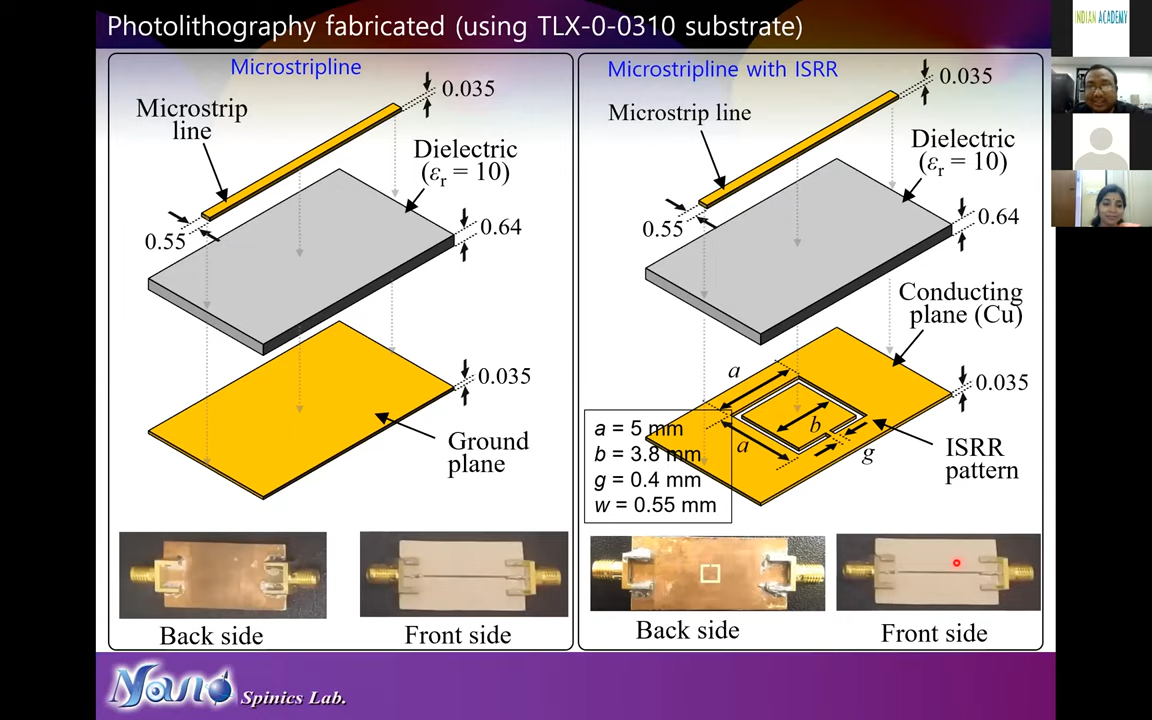 Photolithography fabricated (using TLX-0-0310 substrate)
Microstripline
Microstrip
line
0.035
Dielectric
(εr = 10)
0.55
0.64
0.035
Ground
plane
Back side
Front side
Microstripline with ISRR
Microstrip line
0.035
Dielectric
(εr = 10)
0.55
0.64
Conducting
plane (Cu)
0.035
a
a
b
g
a = 5 mm
b = 3.8 mm
g = 0.4 mm
w = 0.55 mm
ISRR
pattern
Back side
Front side
Nano Spinics Lab.
INDIAN ACADEMY